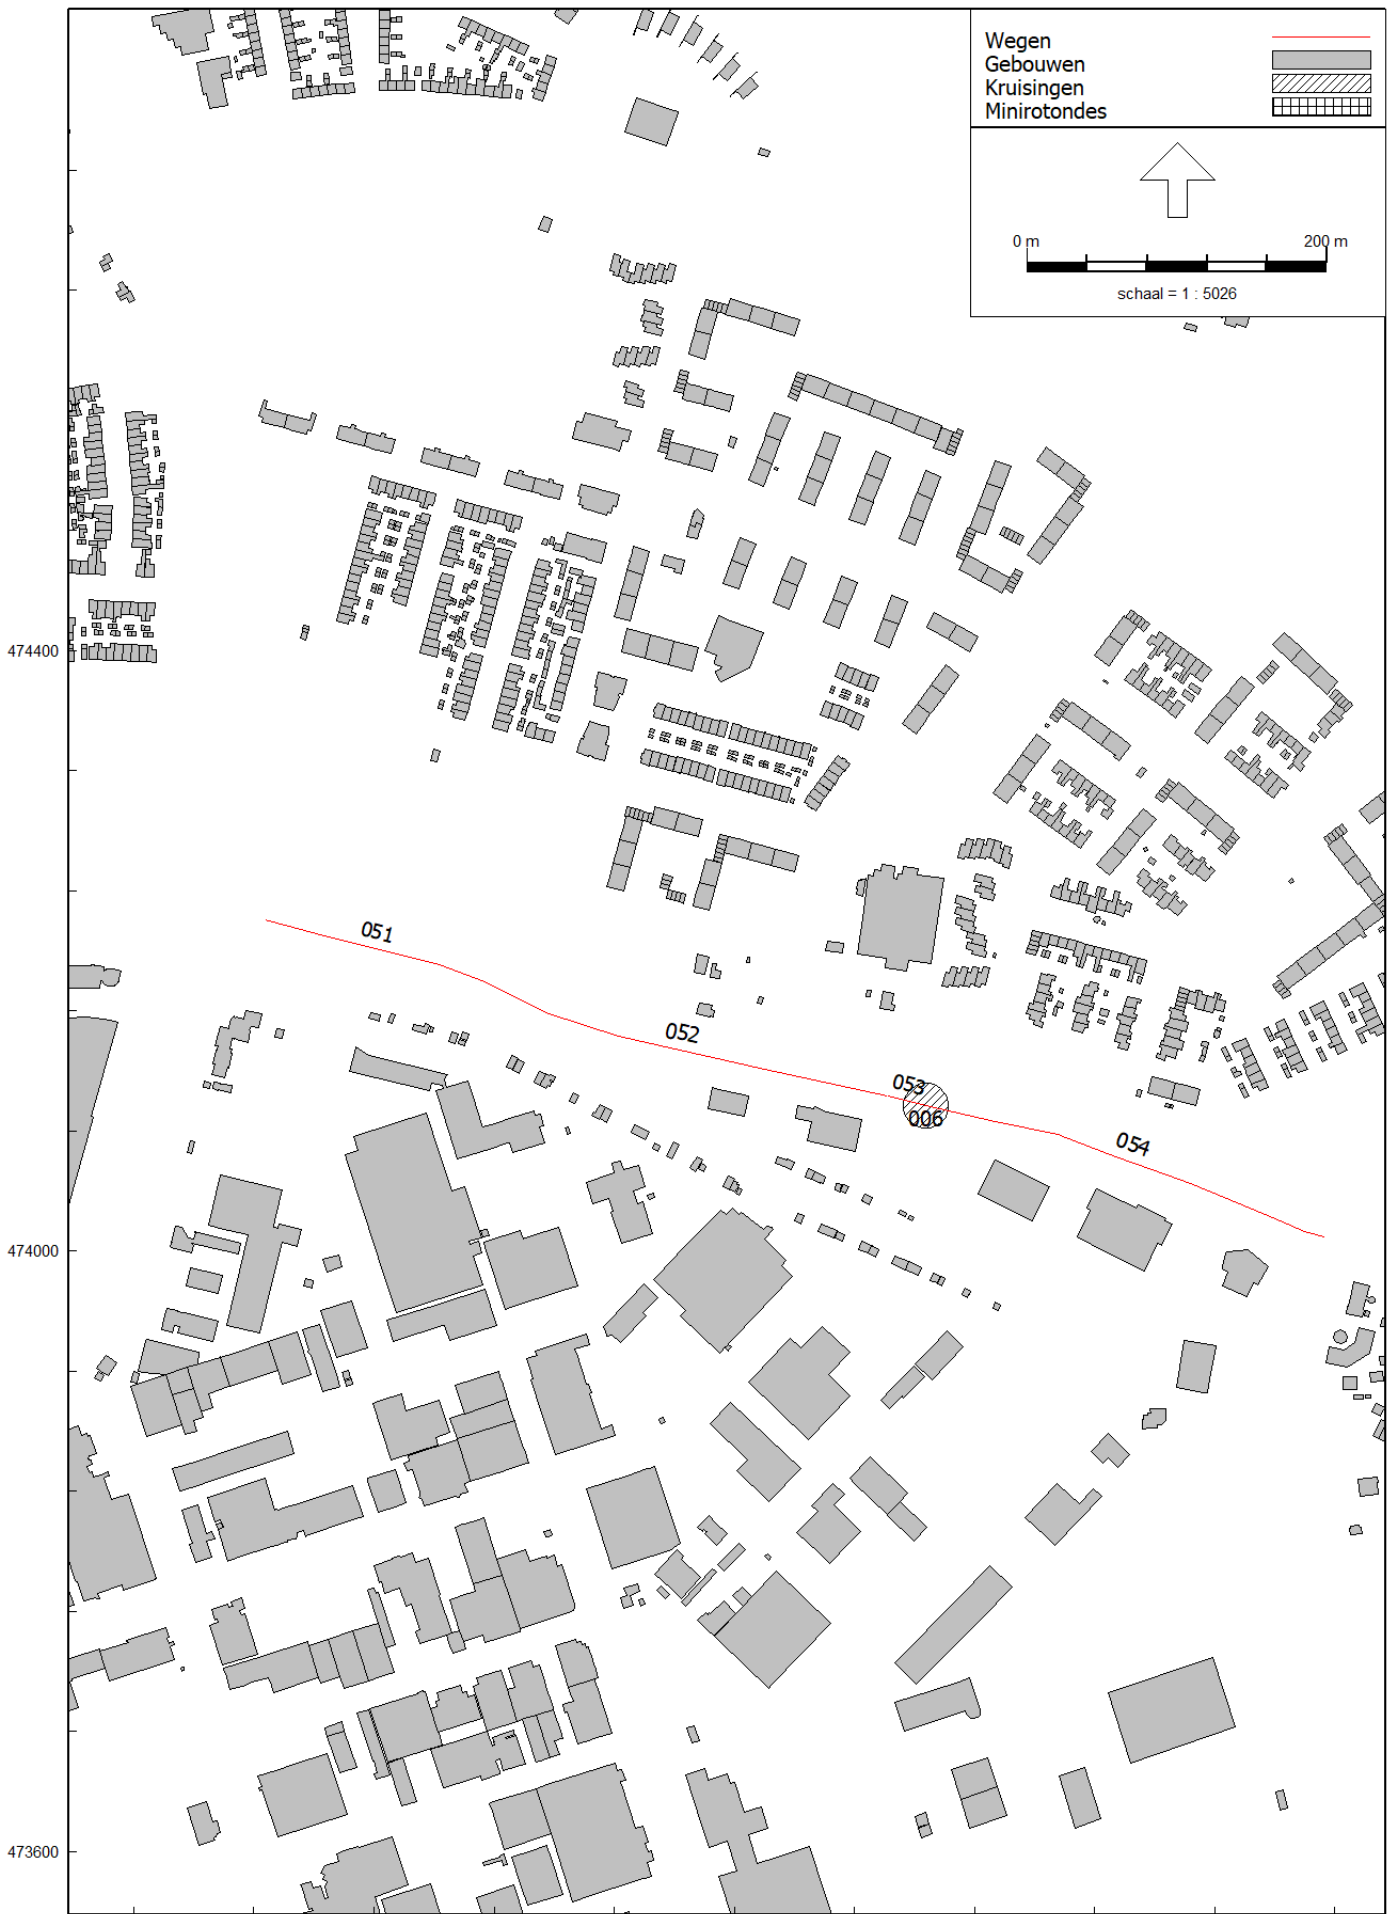 Wegen
Gebouwen
Kruisingen
Minirotondes
0 m 200 m
schaal = 1 : 5026
474400
051
052
053
006
054
474000
473600